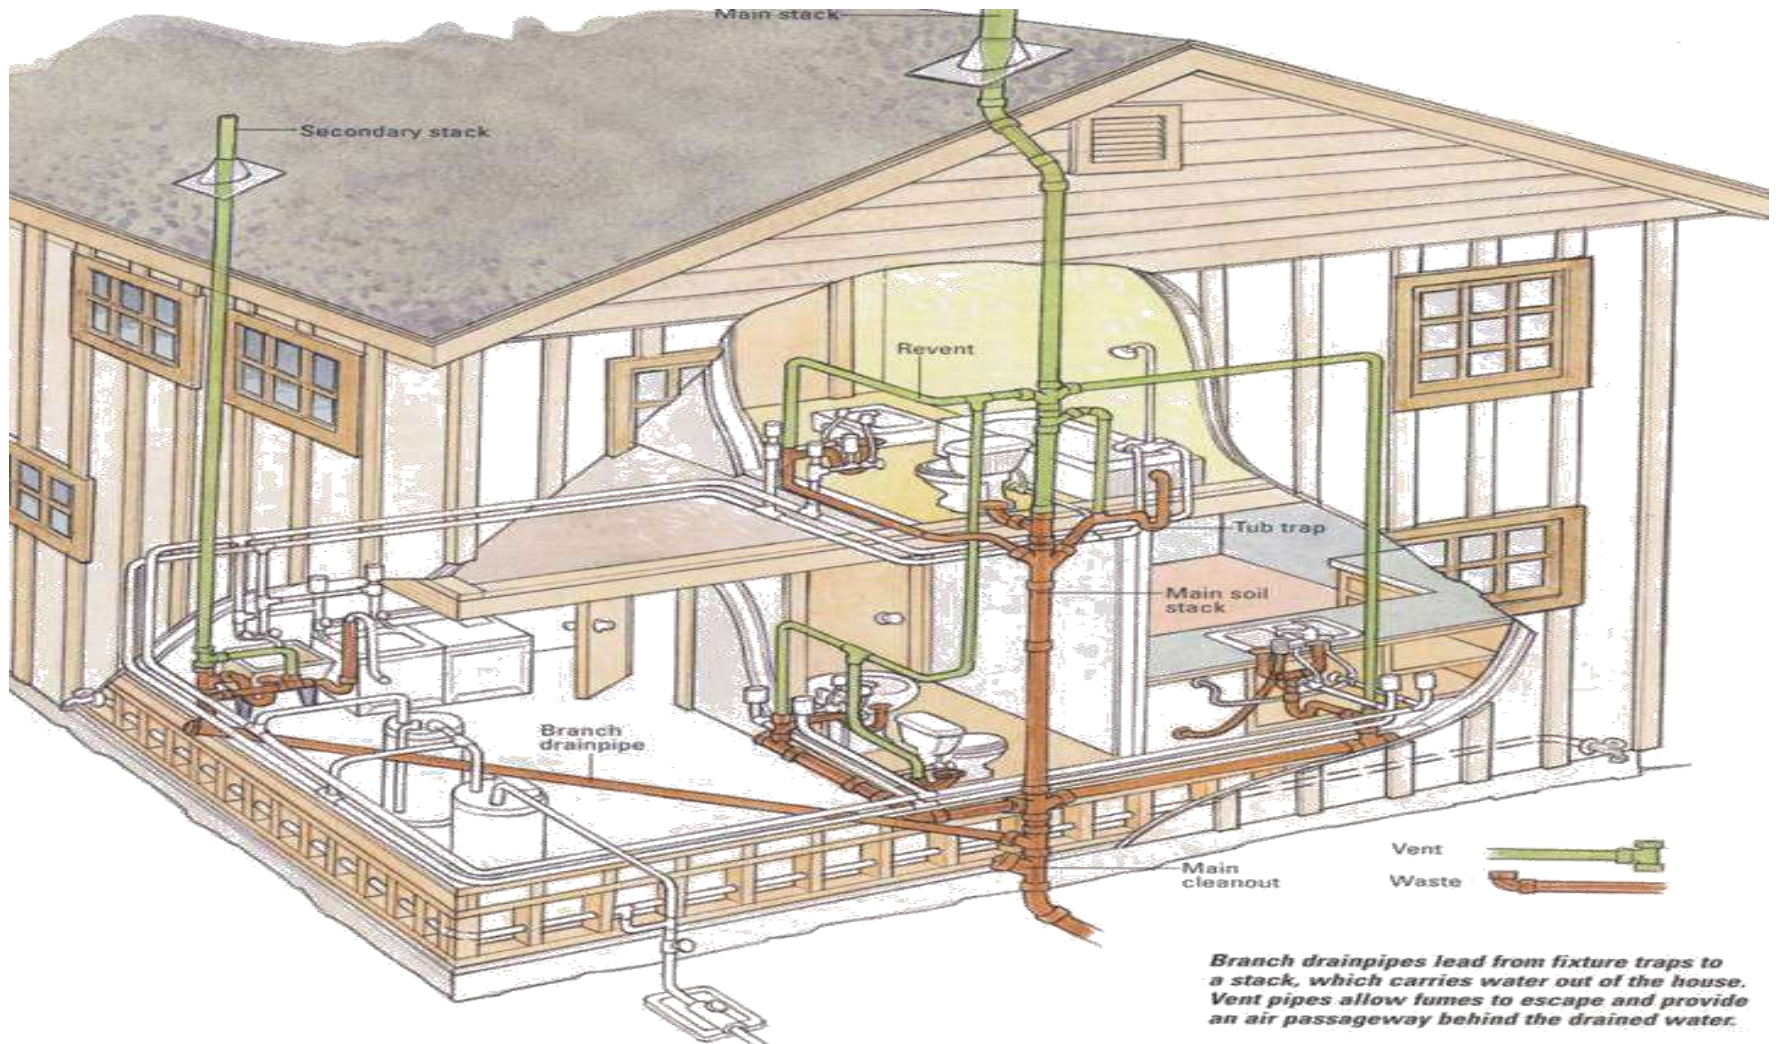 Main stack
Secondary stack
Revent
Tub trap
Main soil
stack
Branch
drainpipe
Main
cleanout
Vent
Waste
Branch drainpipes lead from fixture traps to
a stack, which carries water out of the house.
Vent pipes allow fumes to escape and provide
an air passageway behind the drained water.